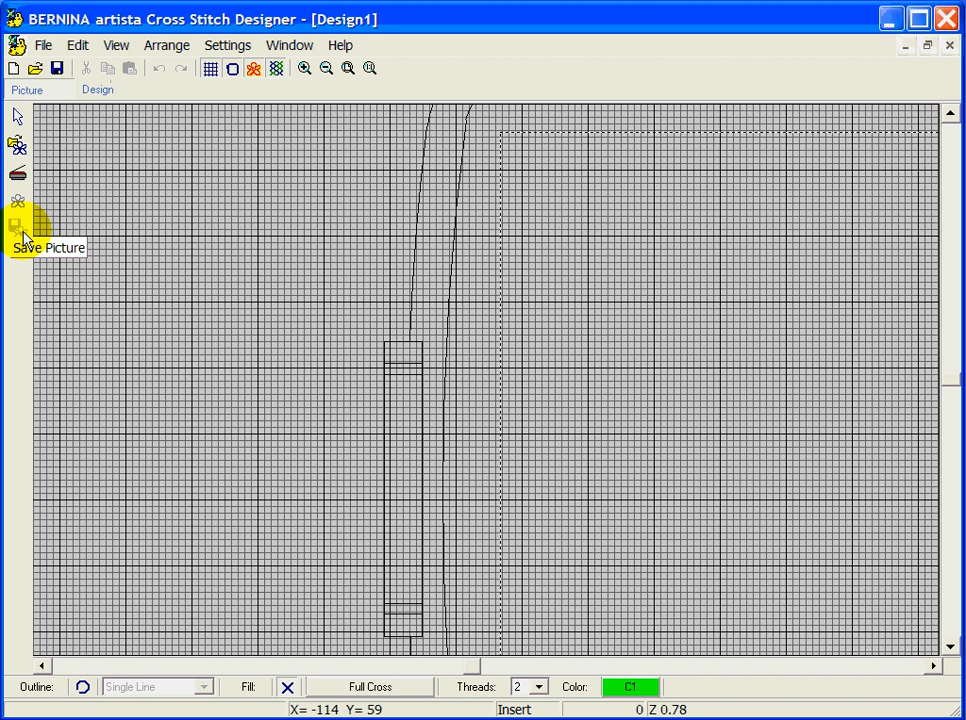 BERNINA artista Cross Stitch Designer - [Design1]
File Edit View Arrange Settings Window Help
Picture Design
Save Picture
Outline: Single Line Fill: Full Cross Threads: 2 Color: C1
X= -114 Y= 59 Insert 0 Z 0.78